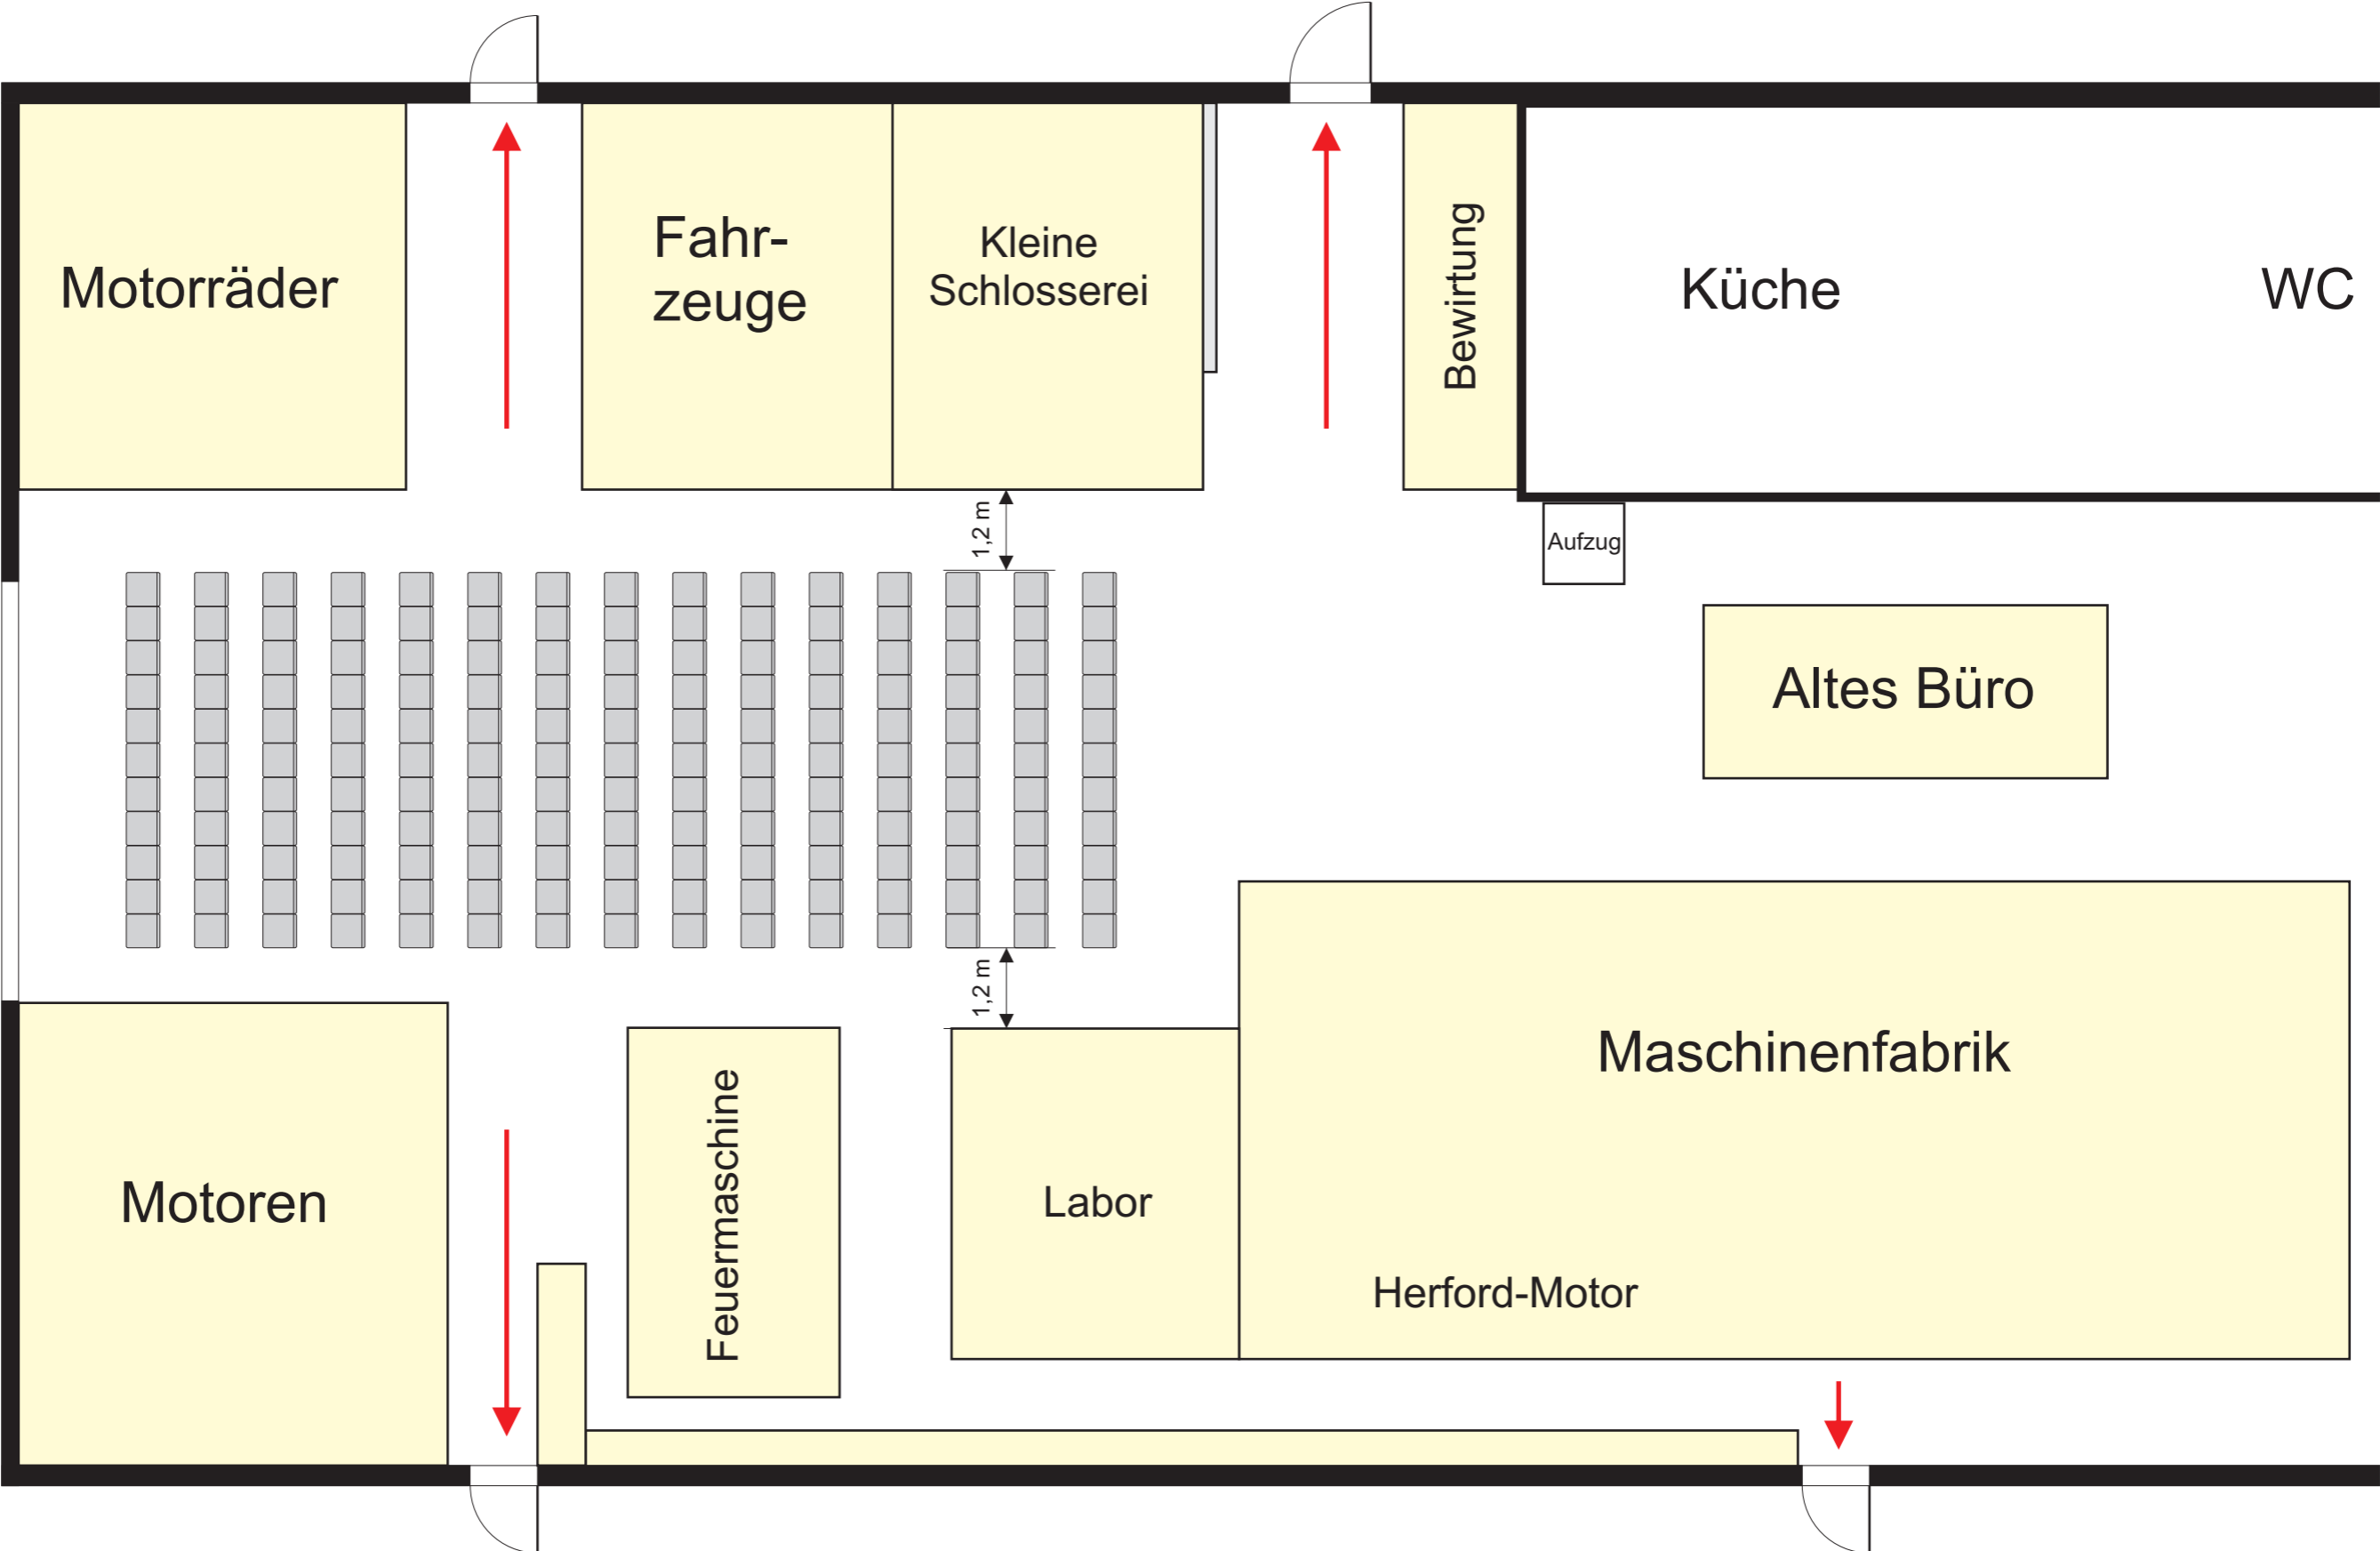 Motorräder
Fahr-
zeuge
Kleine
Schlosserei
Bewirtung
Küche
WC
1,2 m
Aufzug
Altes Büro
1,2 m
Maschinenfabrik
Motoren
Feuermaschine
Labor
Herford-Motor